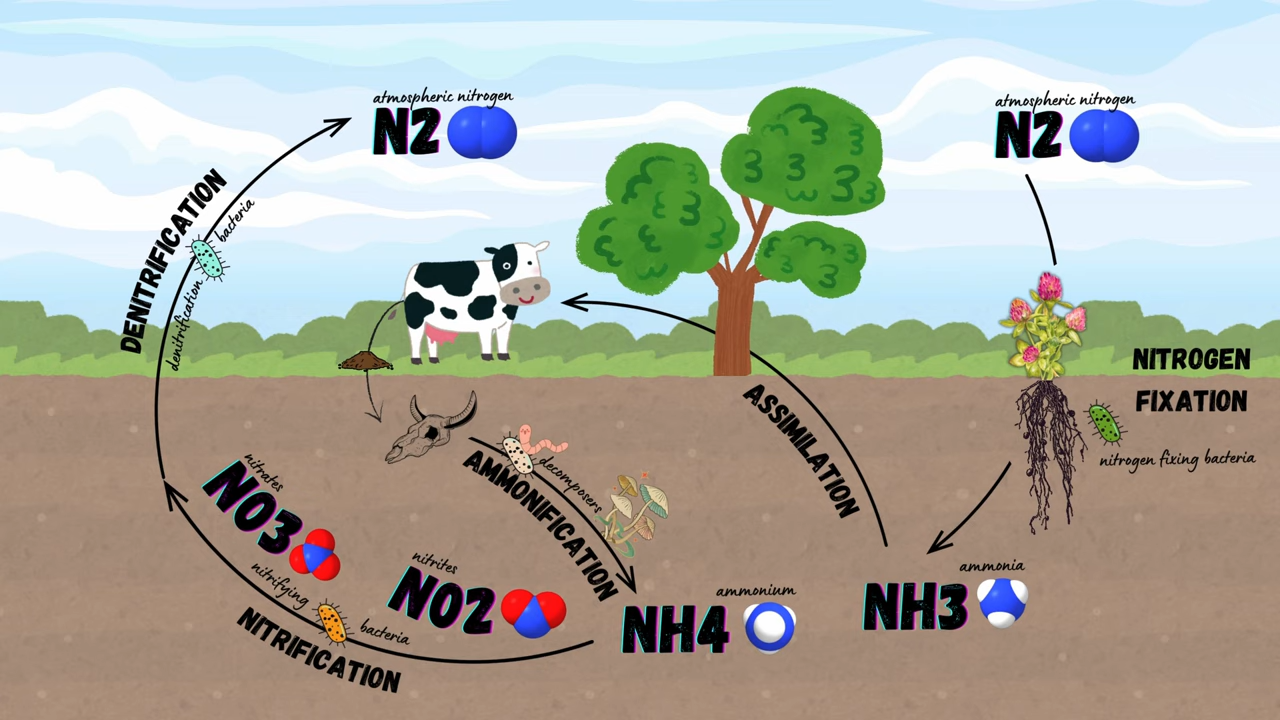 atmospheric nitrogen
N2
atmospheric nitrogen
N2
DENITRIFICATION
denitrification bacteria
NITROGEN
FIXATION
nitrogen fixing bacteria
ASSIMILATION
decomposers
AMMONIFICATION
nitrates
NO3
nitrites
NO2
ammonium
NH4
ammonia
NH3
nitrifying bacteria
NITRIFICATION